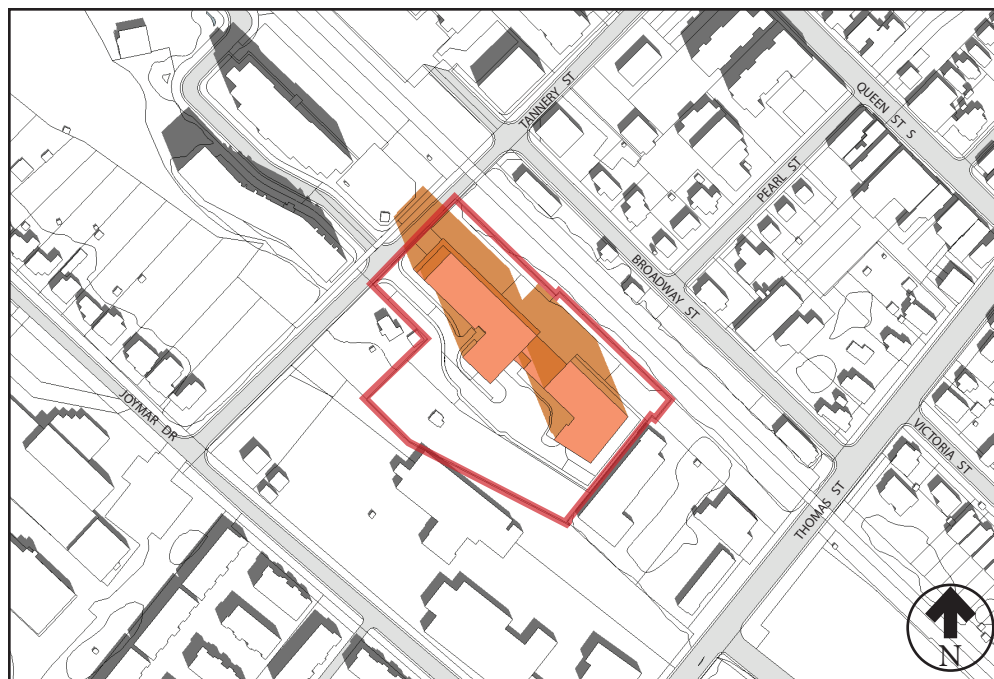 TANNERY ST
QUEEN ST S
PEARL ST
BROADWAY ST
JOYMAR DR
VICTORIA ST
THOMAS ST
N